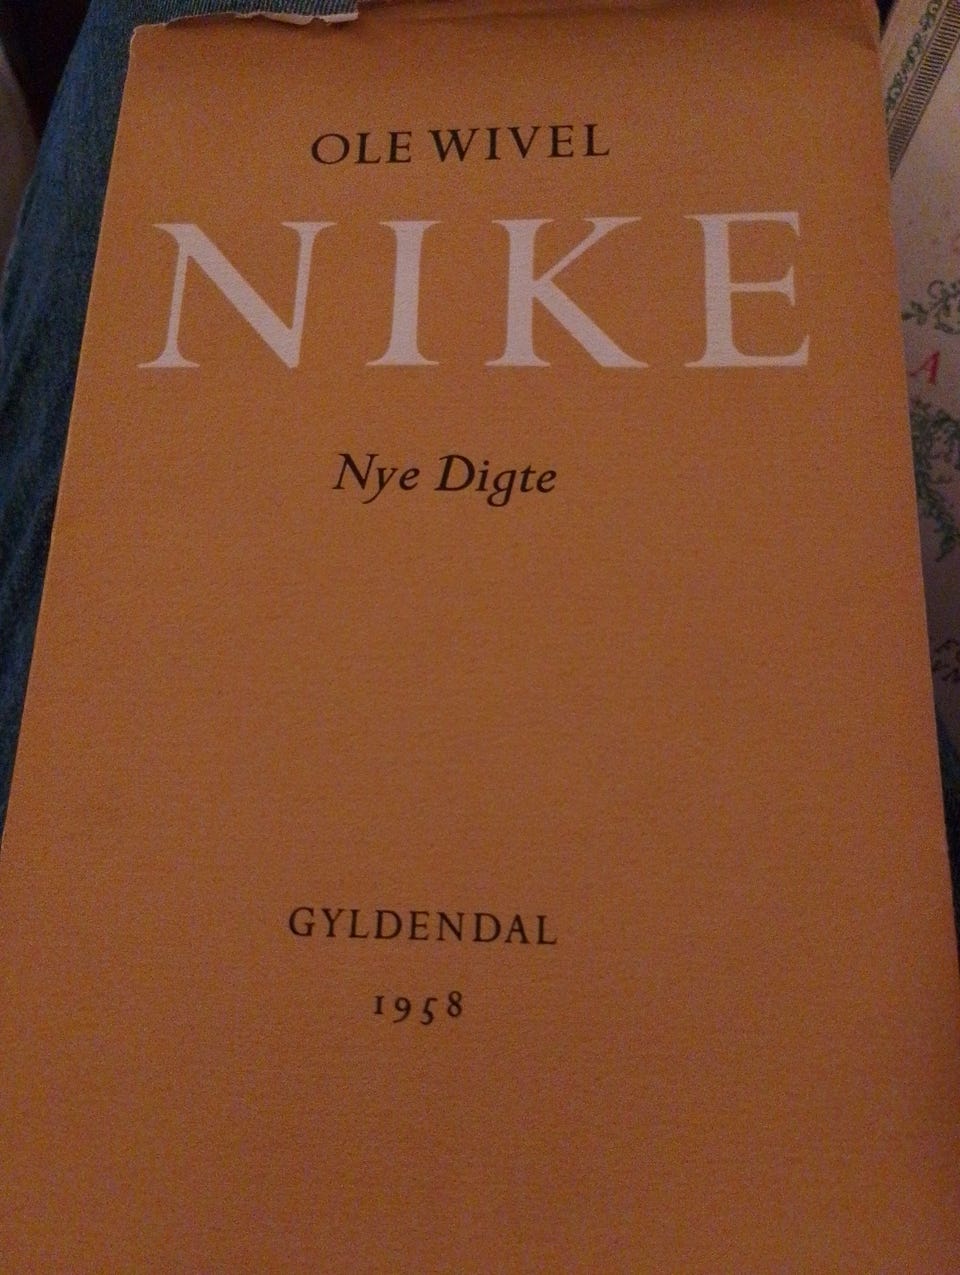 OLE WIVEL
NIKE
Nye Digte
GYLDENDAL
1958
A